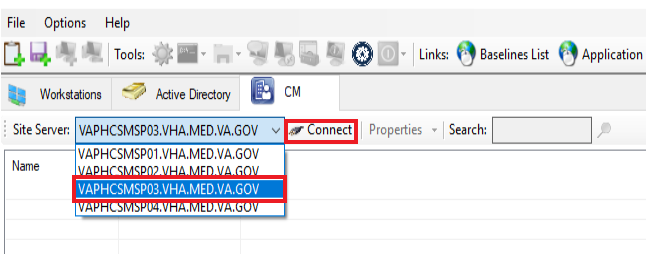 File Options Help
Tools: Links: Baselines List Application
Workstations Active Directory CM
Site Server: VAPHCSMSP03.VHA.MED.VA.GOV Connect Properties Search:
VAPHCSMSP01.VHA.MED.VA.GOV
Name VAPHCSMSP02.VHA.MED.VA.GOV
VAPHCSMSP03.VHA.MED.VA.GOV
VAPHCSMSP04.VHA.MED.VA.GOV